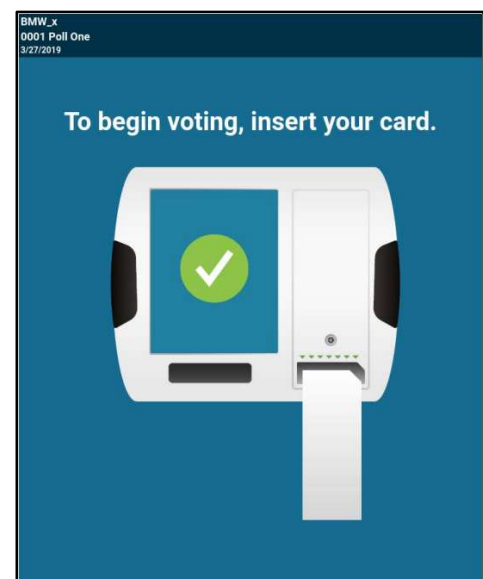 BMW_x
0001 Poll One
3/27/2019
To begin voting, insert your card.